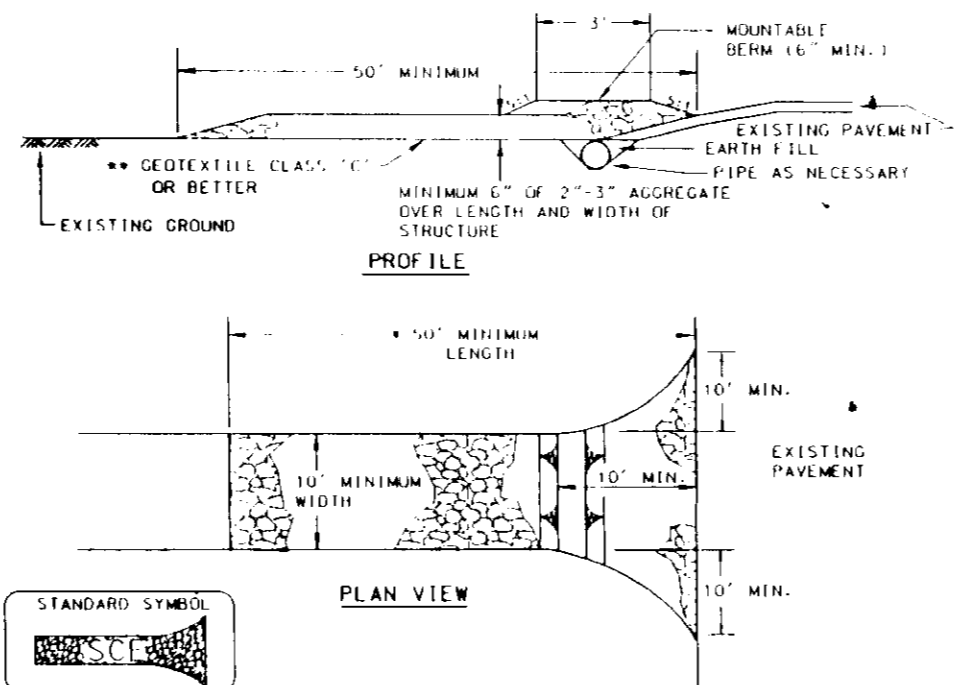 3'
MOUNTABLE
BERM (6" MIN.)
50' MINIMUM
EXISTING PAVEMENT
EARTH FILL
PIPE AS NECESSARY
** GEOTEXTILE CLASS 'C'
OR BETTER
MINIMUM 6" OF 2"-3" AGGREGATE
OVER LENGTH AND WIDTH OF
STRUCTURE
EXISTING GROUND
PROFILE
* 50' MINIMUM
LENGTH
10' MIN.
EXISTING
PAVEMENT
10' MINIMUM
WIDTH
10' MIN.
10' MIN.
PLAN VIEW
STANDARD SYMBOL
SCE